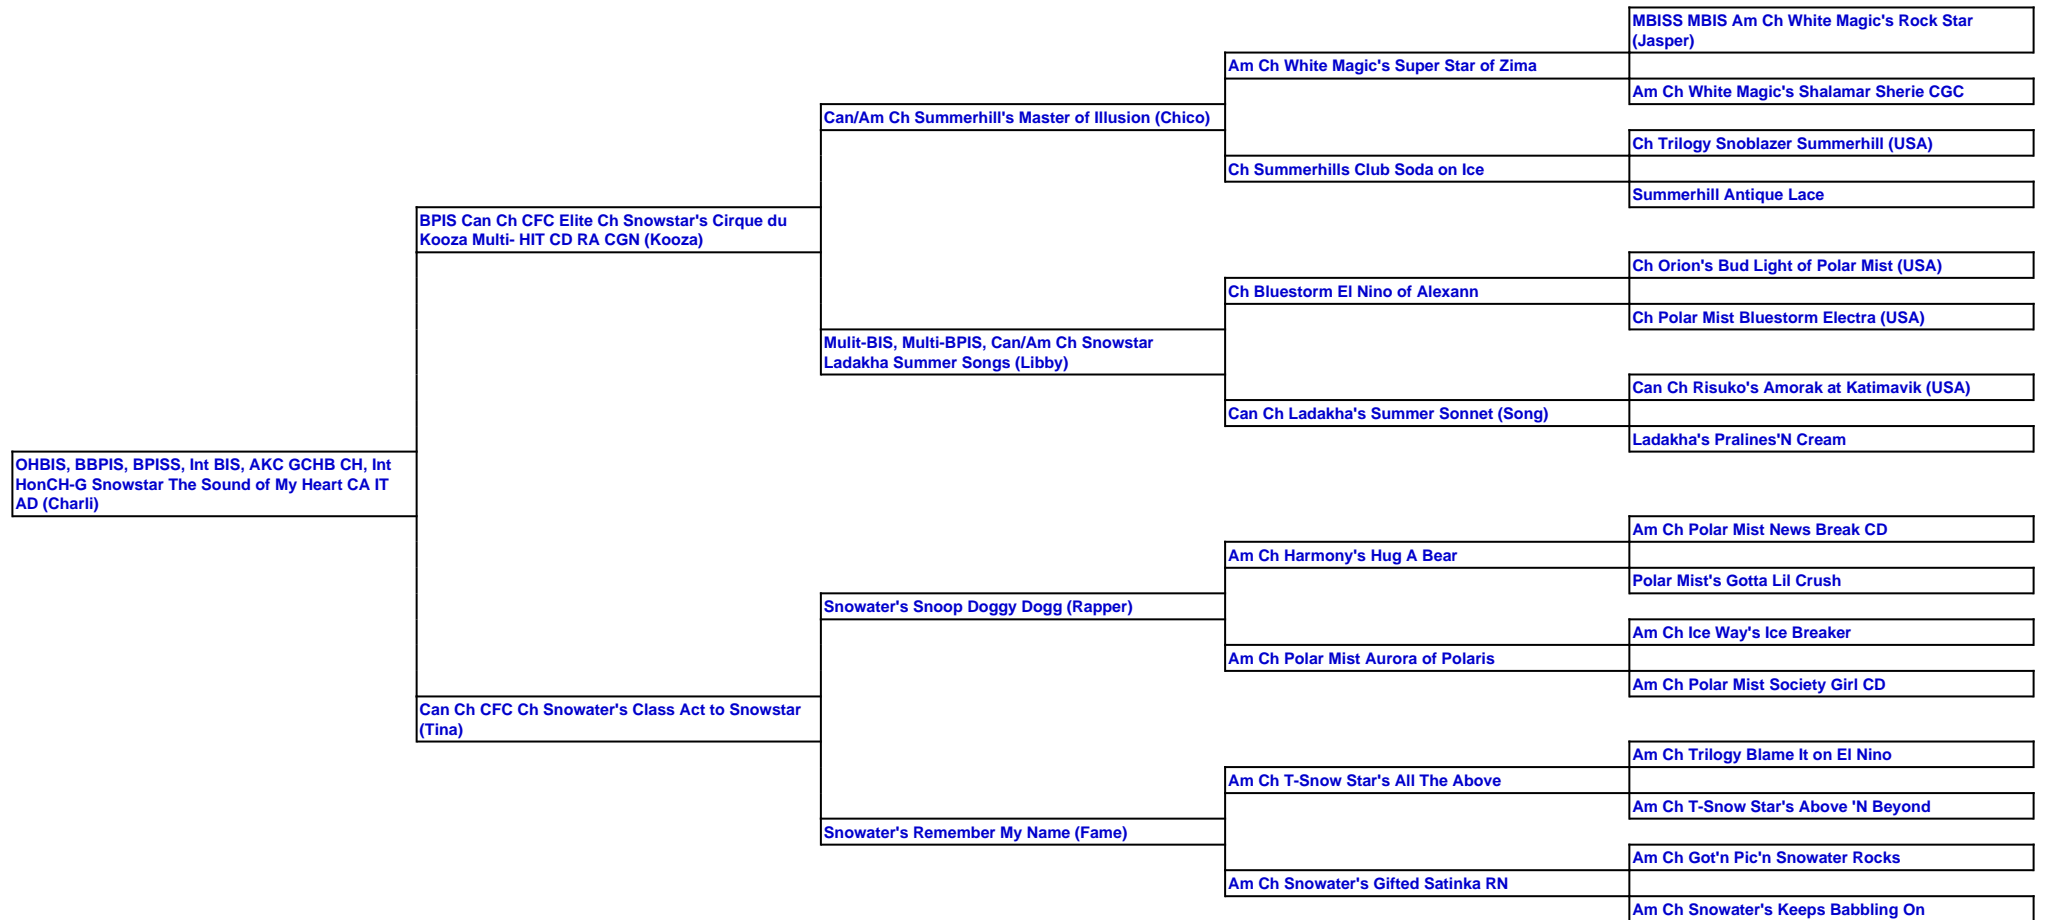 MBISS MBIS Am Ch White Magic's Rock Star
(Jasper)
Am Ch White Magic's Super Star of Zima
Am Ch White Magic's Shalamar Sherie CGC
Can/Am Ch Summerhill's Master of Illusion (Chico)
Ch Trilogy Snoblazer Summerhill (USA)
Ch Summerhills Club Soda on Ice
Summerhill Antique Lace
BPIS Can Ch CFC Elite Ch Snowstar's Cirque du
Kooza Multi- HIT CD RA CGN (Kooza)
Ch Orion's Bud Light of Polar Mist (USA)
Ch Bluestorm El Nino of Alexann
Ch Polar Mist Bluestorm Electra (USA)
Mulit-BIS, Multi-BPIS, Can/Am Ch Snowstar
Ladakha Summer Songs (Libby)
Can Ch Risuko's Amorak at Katimavik (USA)
Can Ch Ladakha's Summer Sonnet (Song)
Ladakha's Pralines'N Cream
OHBIS, BBPIS, BPISS, Int BIS, AKC GCHB CH, Int
HonCH-G Snowstar The Sound of My Heart CA IT
AD (Charli)
Am Ch Polar Mist News Break CD
Am Ch Harmony's Hug A Bear
Polar Mist's Gotta Lil Crush
Snowater's Snoop Doggy Dogg (Rapper)
Am Ch Ice Way's Ice Breaker
Am Ch Polar Mist Aurora of Polaris
Am Ch Polar Mist Society Girl CD
Can Ch CFC Ch Snowater's Class Act to Snowstar
(Tina)
Am Ch Trilogy Blame It on El Nino
Am Ch T-Snow Star's All The Above
Am Ch T-Snow Star's Above 'N Beyond
Snowater's Remember My Name (Fame)
Am Ch Got'n Pic'n Snowater Rocks
Am Ch Snowater's Gifted Satinka RN
Am Ch Snowater's Keeps Babbling On